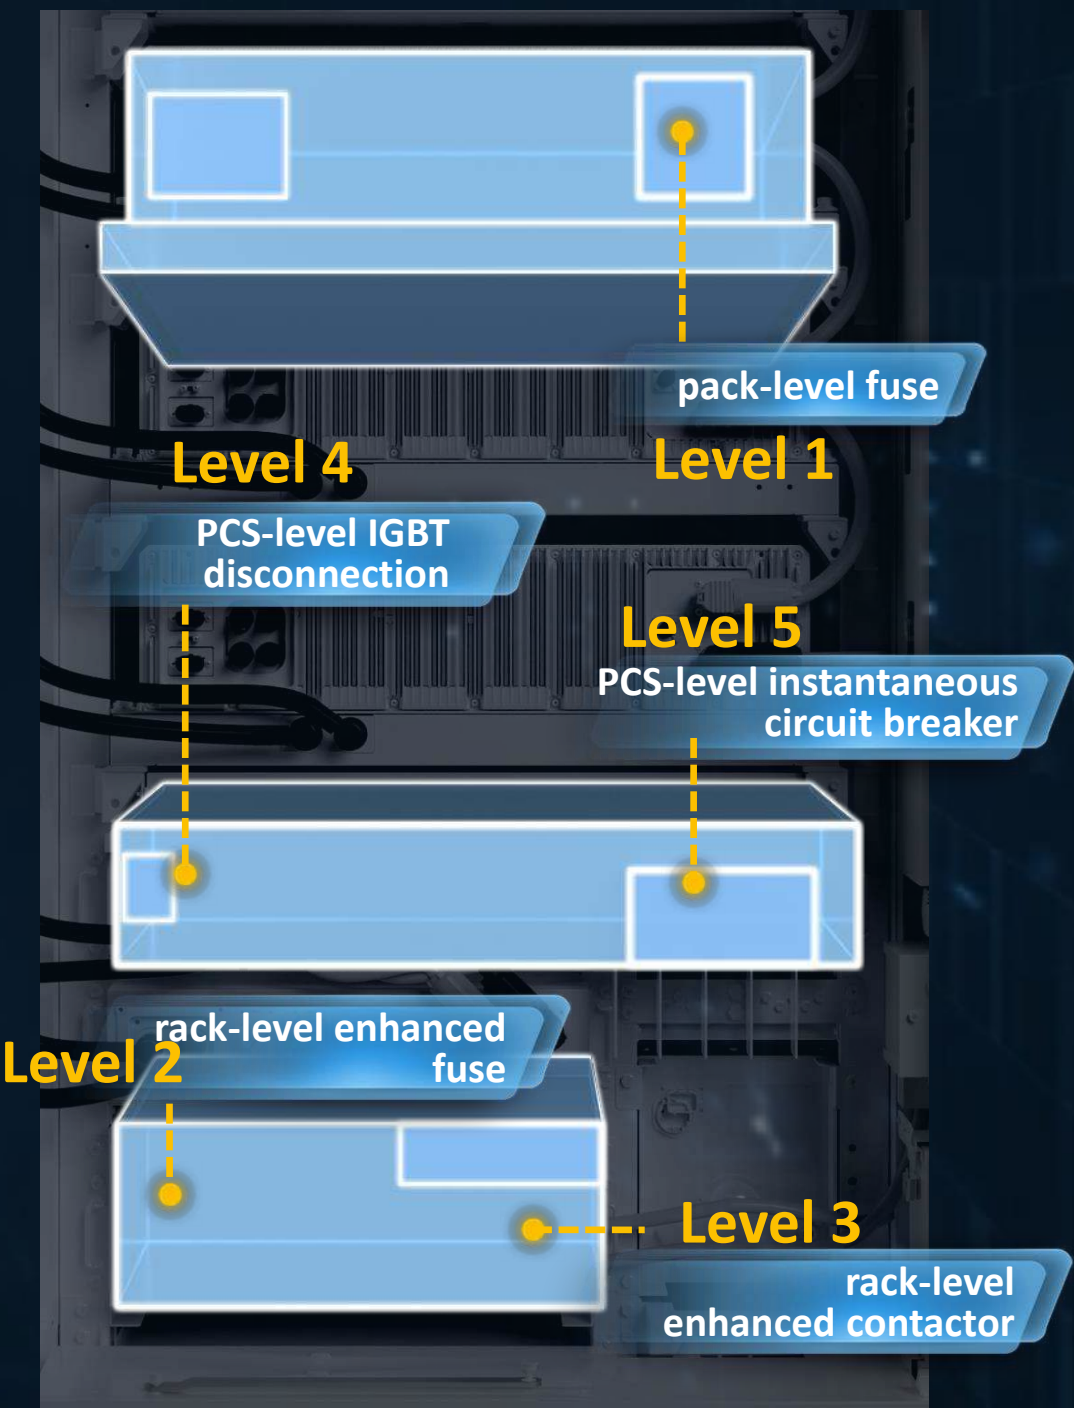 pack-level fuse
Level 1
Level 4
PCS-level IGBT
disconnection
Level 5
PCS-level instantaneous
circuit breaker
Level 2
rack-level enhanced
fuse
Level 3
rack-level
enhanced contactor